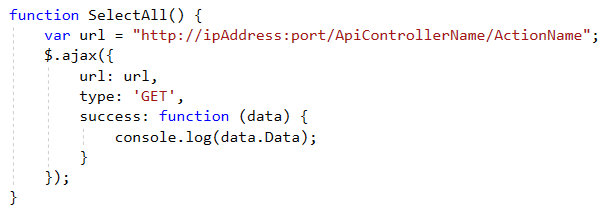 function SelectAll() {
    var url = "http://ipAddress:port/ApiControllerName/ActionName";
    $.ajax({
        url: url,
        type: 'GET',
        success: function (data) {
            console.log(data.Data);
        }
    });
}